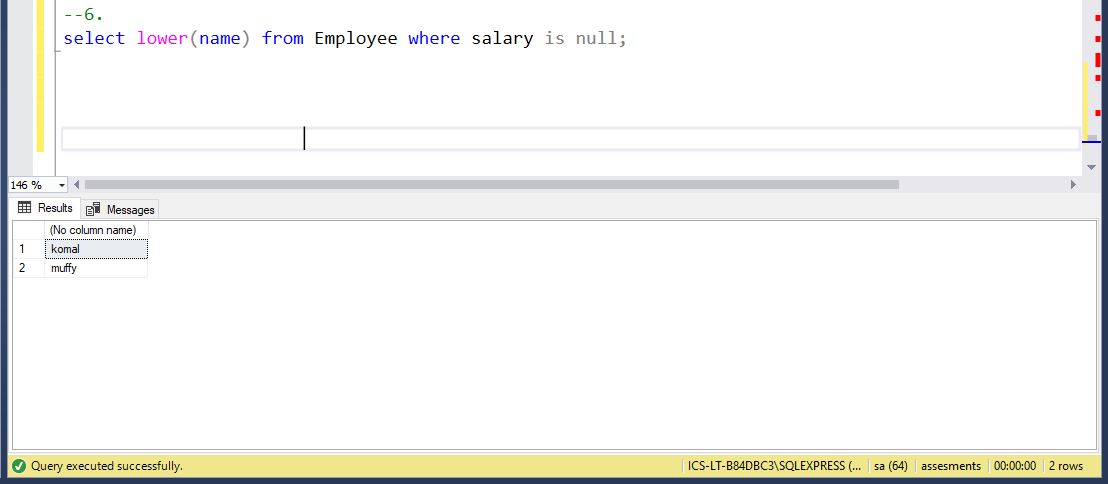 --6.
select lower(name) from Employee where salary is null;
146 %
Results Messages
(No column name)
1 komal
2 muffy
Query executed successfully. ICS-LT-B84DBC3\SQLEXPRESS (... sa (64) assesments 00:00:00 2 rows